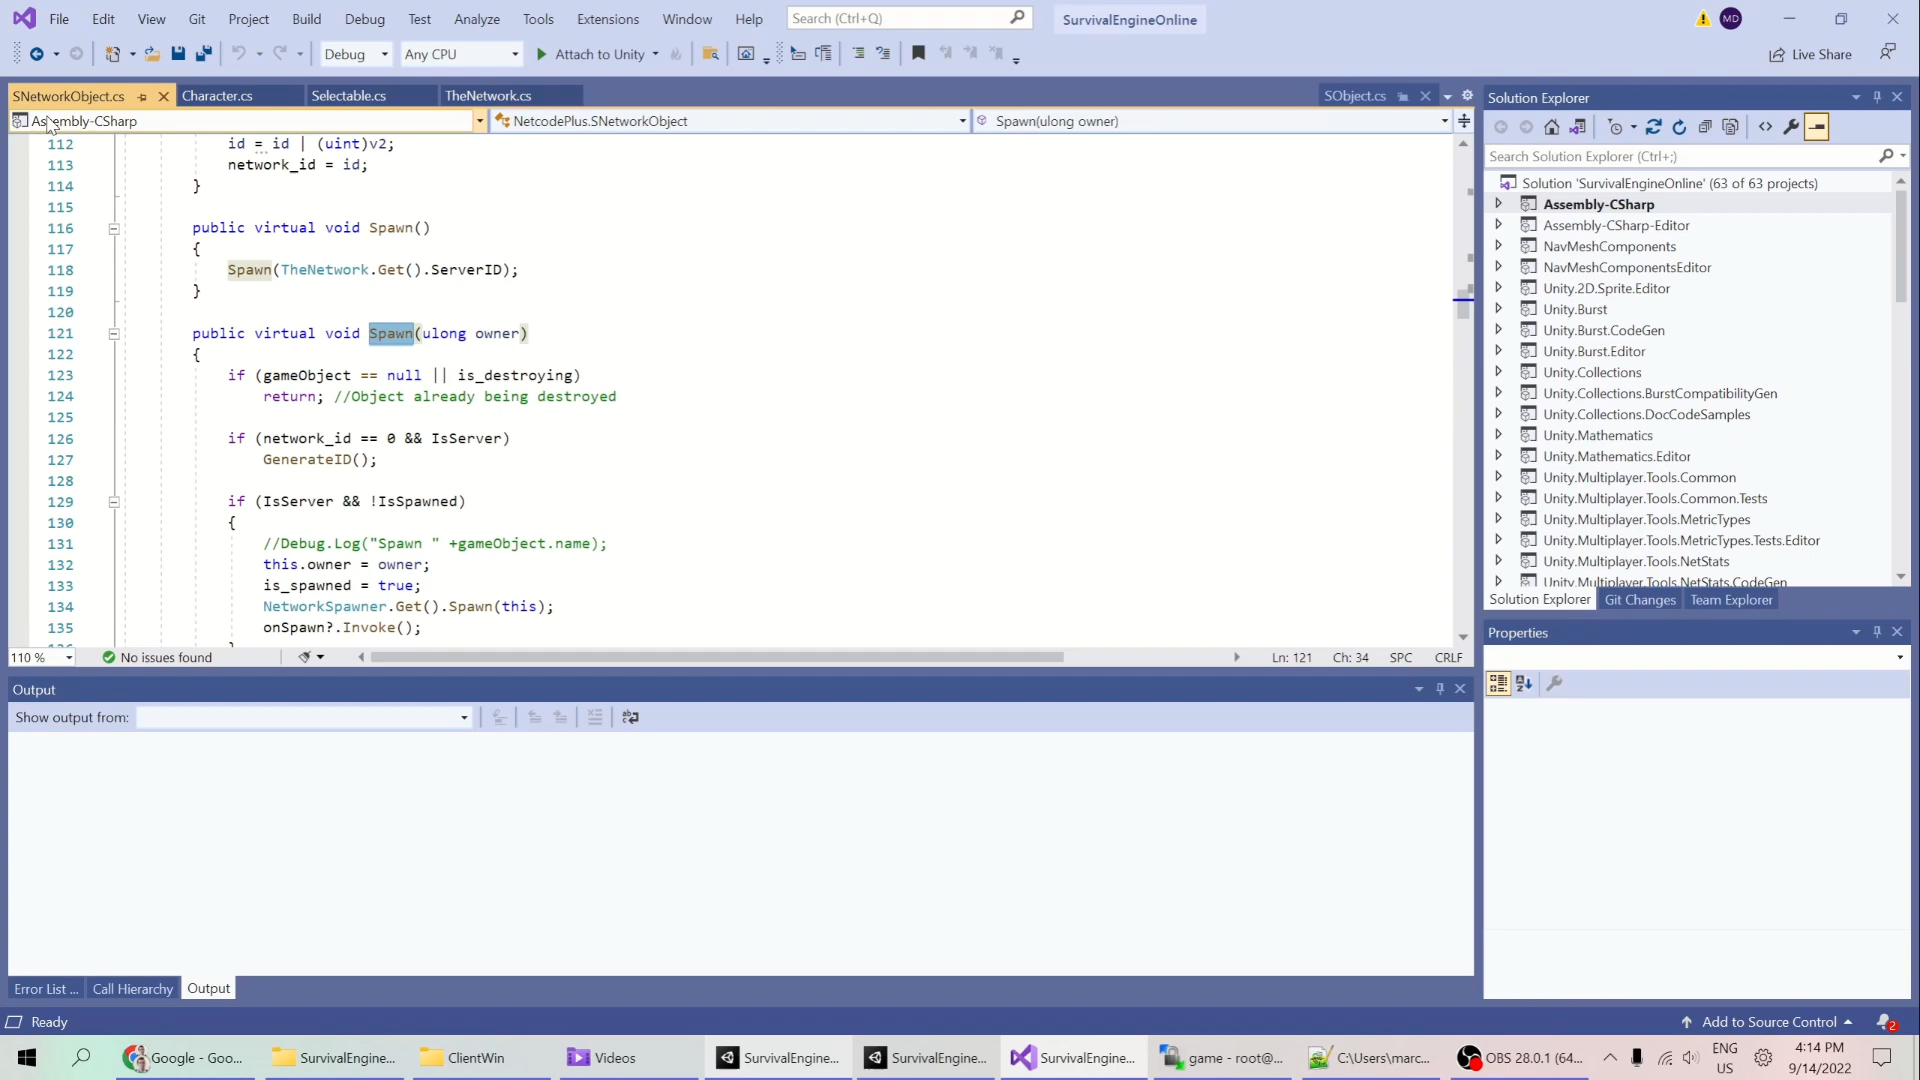 File Edit View Git Project Build Debug Test Analyze Tools Extensions Window Help Search (Ctrl+Q) SurvivalEngineOnline MD
Debug Any CPU Attach to Unity Live Share
SNetworkObject.cs Character.cs Selectable.cs TheNetwork.cs SObject.cs
Assembly-CSharp NetcodePlus.SNetworkObject Spawn(ulong owner)
112 id = id | (uint)v2;
113 network_id = id;
114 }
115
116 public virtual void Spawn()
117 {
118 Spawn(TheNetwork.Get().ServerID);
119 }
120
121 public virtual void Spawn(ulong owner)
122 {
123 if (gameObject == null || is_destroying)
124 return; //Object already being destroyed
125
126 if (network_id == 0 && IsServer)
127 GenerateID();
128
129 if (IsServer && !IsSpawned)
130 {
131 //Debug.Log("Spawn " +gameObject.name);
132 this.owner = owner;
133 is_spawned = true;
134 NetworkSpawner.Get().Spawn(this);
135 onSpawn?.Invoke();
110 % No issues found Ln: 121 Ch: 34 SPC CRLF
Output
Show output from:
Error List ... Call Hierarchy Output
Solution Explorer
Search Solution Explorer (Ctrl+;)
Solution 'SurvivalEngineOnline' (63 of 63 projects)
Assembly-CSharp
Assembly-CSharp-Editor
NavMeshComponents
NavMeshComponentsEditor
Unity.2D.Sprite.Editor
Unity.Burst
Unity.Burst.CodeGen
Unity.Burst.Editor
Unity.Collections
Unity.Collections.BurstCompatibilityGen
Unity.Collections.DocCodeSamples
Unity.Mathematics
Unity.Mathematics.Editor
Unity.Multiplayer.Tools.Common
Unity.Multiplayer.Tools.Common.Tests
Unity.Multiplayer.Tools.MetricTypes
Unity.Multiplayer.Tools.MetricTypes.Tests.Editor
Unity.Multiplayer.Tools.NetStats
Unity.Multiplayer.Tools.NetStats.CodeGen
Solution Explorer Git Changes Team Explorer
Properties
Ready Add to Source Control 2
Google - Goo... SurvivalEngine... ClientWin Videos SurvivalEngine... SurvivalEngine... SurvivalEngine... game - root@... C:\Users\marc... OBS 28.0.1 (64... ENG US 4:14 PM 9/14/2022